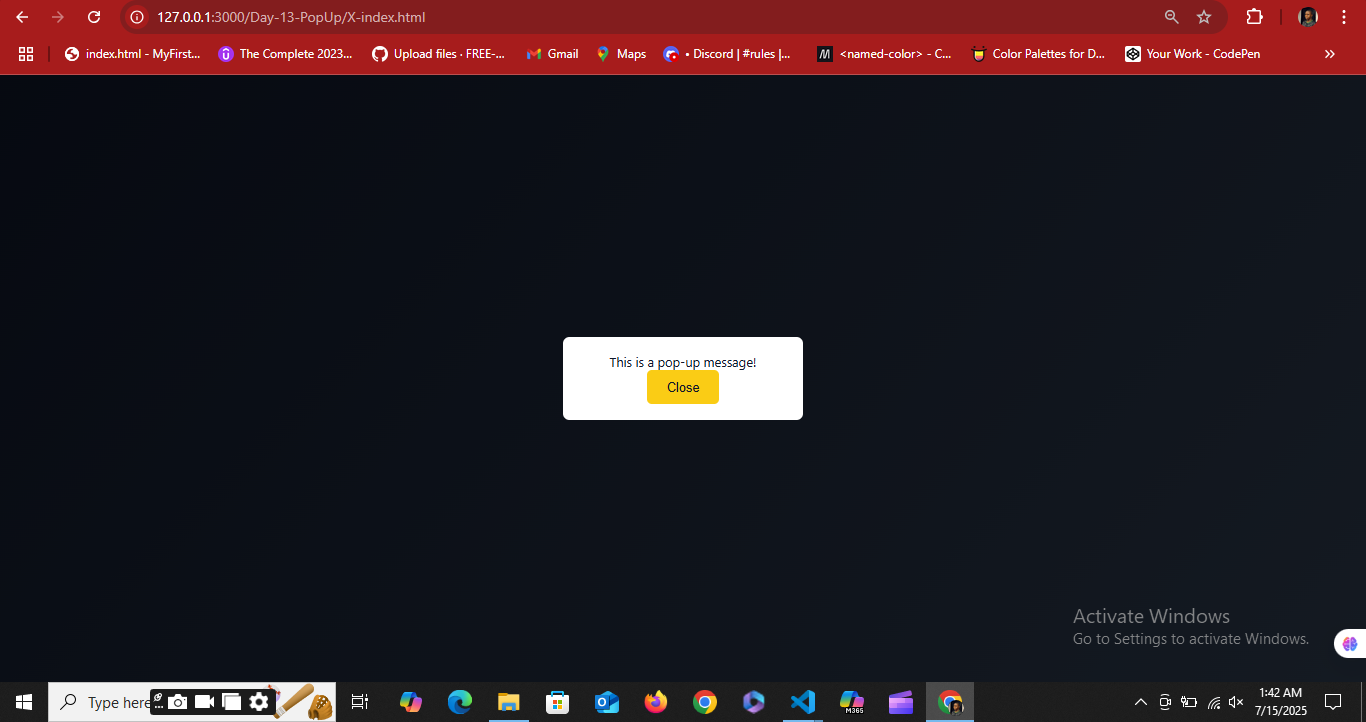 127.0.0.1:3000/Day-13-PopUp/X-index.html
index.html - MyFirst...
The Complete 2023...
Upload files · FREE-...
Gmail
Maps
• Discord | #rules |...
<named-color> - C...
Color Palettes for D...
Your Work - CodePen
This is a pop-up message!
Close
Activate Windows
Go to Settings to activate Windows.
Type here
M365
1:42 AM
7/15/2025